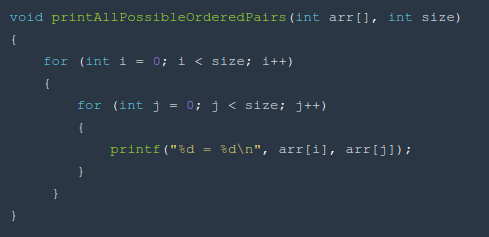 void printAllPossibleOrderedPairs(int arr[], int size)
{
    for (int i = 0; i < size; i++)
    {
        for (int j = 0; j < size; j++)
        {
            printf("%d = %d\n", arr[i], arr[j]);
        }
    }
}